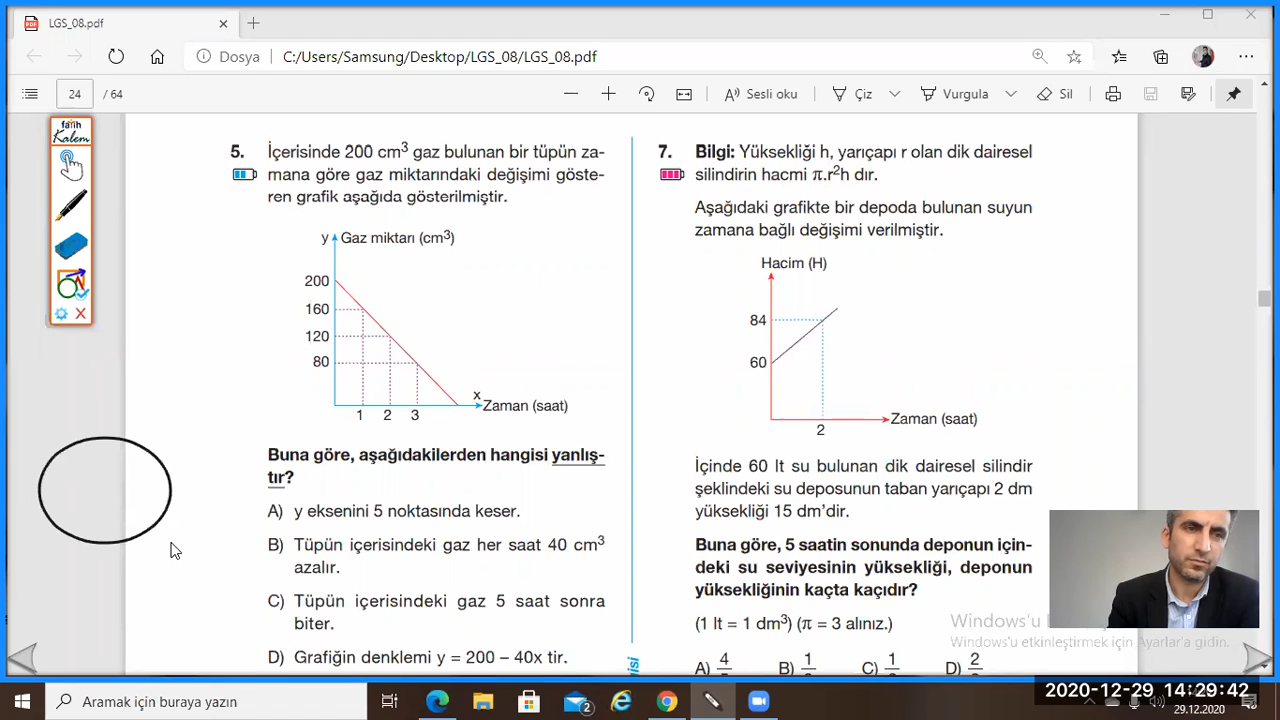 LGS_08.pdf
Dosya
C:/Users/Samsung/Desktop/LGS_08/LGS_08.pdf
24 / 64
Sesli oku
Çiz
Vurgula
Sil
fatih
Kalem
5. İçerisinde 200 cm³ gaz bulunan bir tüpün za-
mana göre gaz miktarındaki değişimi göste-
ren grafik aşağıda gösterilmiştir.
y Gaz miktarı (cm³)
200
160
120
80
x
Zaman (saat)
1 2 3
Buna göre, aşağıdakilerden hangisi yanlış-
tır?
A) y eksenini 5 noktasında keser.
B) Tüpün içerisindeki gaz her saat 40 cm³
azalır.
C) Tüpün içerisindeki gaz 5 saat sonra
biter.
D) Grafiğin denklemi y = 200 – 40x tir.
7. Bilgi: Yüksekliği h, yarıçapı r olan dik dairesel
silindirin hacmi π.r²h dır.
Aşağıdaki grafikte bir depoda bulunan suyun
zamana bağlı değişimi verilmiştir.
Hacim (H)
84
60
Zaman (saat)
2
İçinde 60 lt su bulunan dik dairesel silindir
şeklindeki su deposunun taban yarıçapı 2 dm
yüksekliği 15 dm’dir.
Buna göre, 5 saatin sonunda deponun için-
deki su seviyesinin yüksekliği, deponun
yüksekliğinin kaçta kaçıdır?
(1 lt = 1 dm³) (π = 3 alınız.)
A) 4 B) 1 C) 1 D) 2
Windows'u
Windows'u etkinleştirmek için Ayarlar'a gidin.
Aramak için buraya yazın
2
2020-12-29 14:29:42
29.12.2020